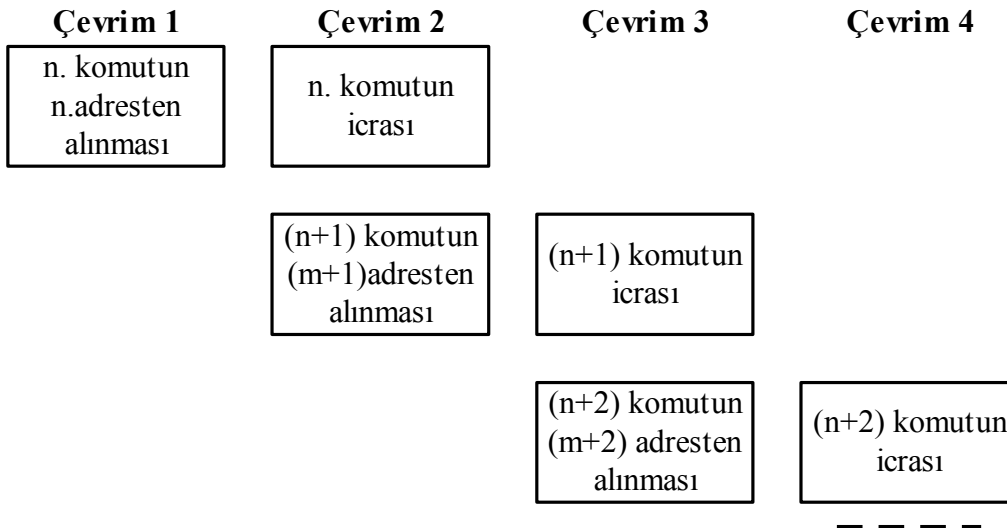 Çevrim 1 Çevrim 2 Çevrim 3 Çevrim 4
n. komutun
n.adresten
alınması
n. komutun
icrası
(n+1) komutun
(m+1)adresten
alınması
(n+1) komutun
icrası
(n+2) komutun
(m+2) adresten
alınması
(n+2) komutun
icrası